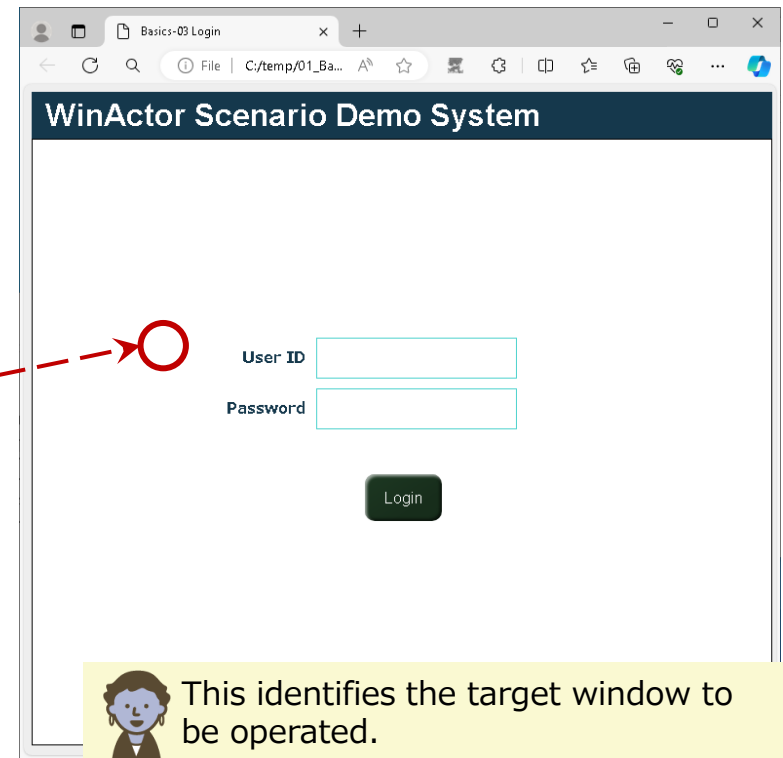 Basics-03 Login
File | C:/temp/01_Ba...
WinActor Scenario Demo System
User ID
Password
Login
This identifies the target window to
be operated.